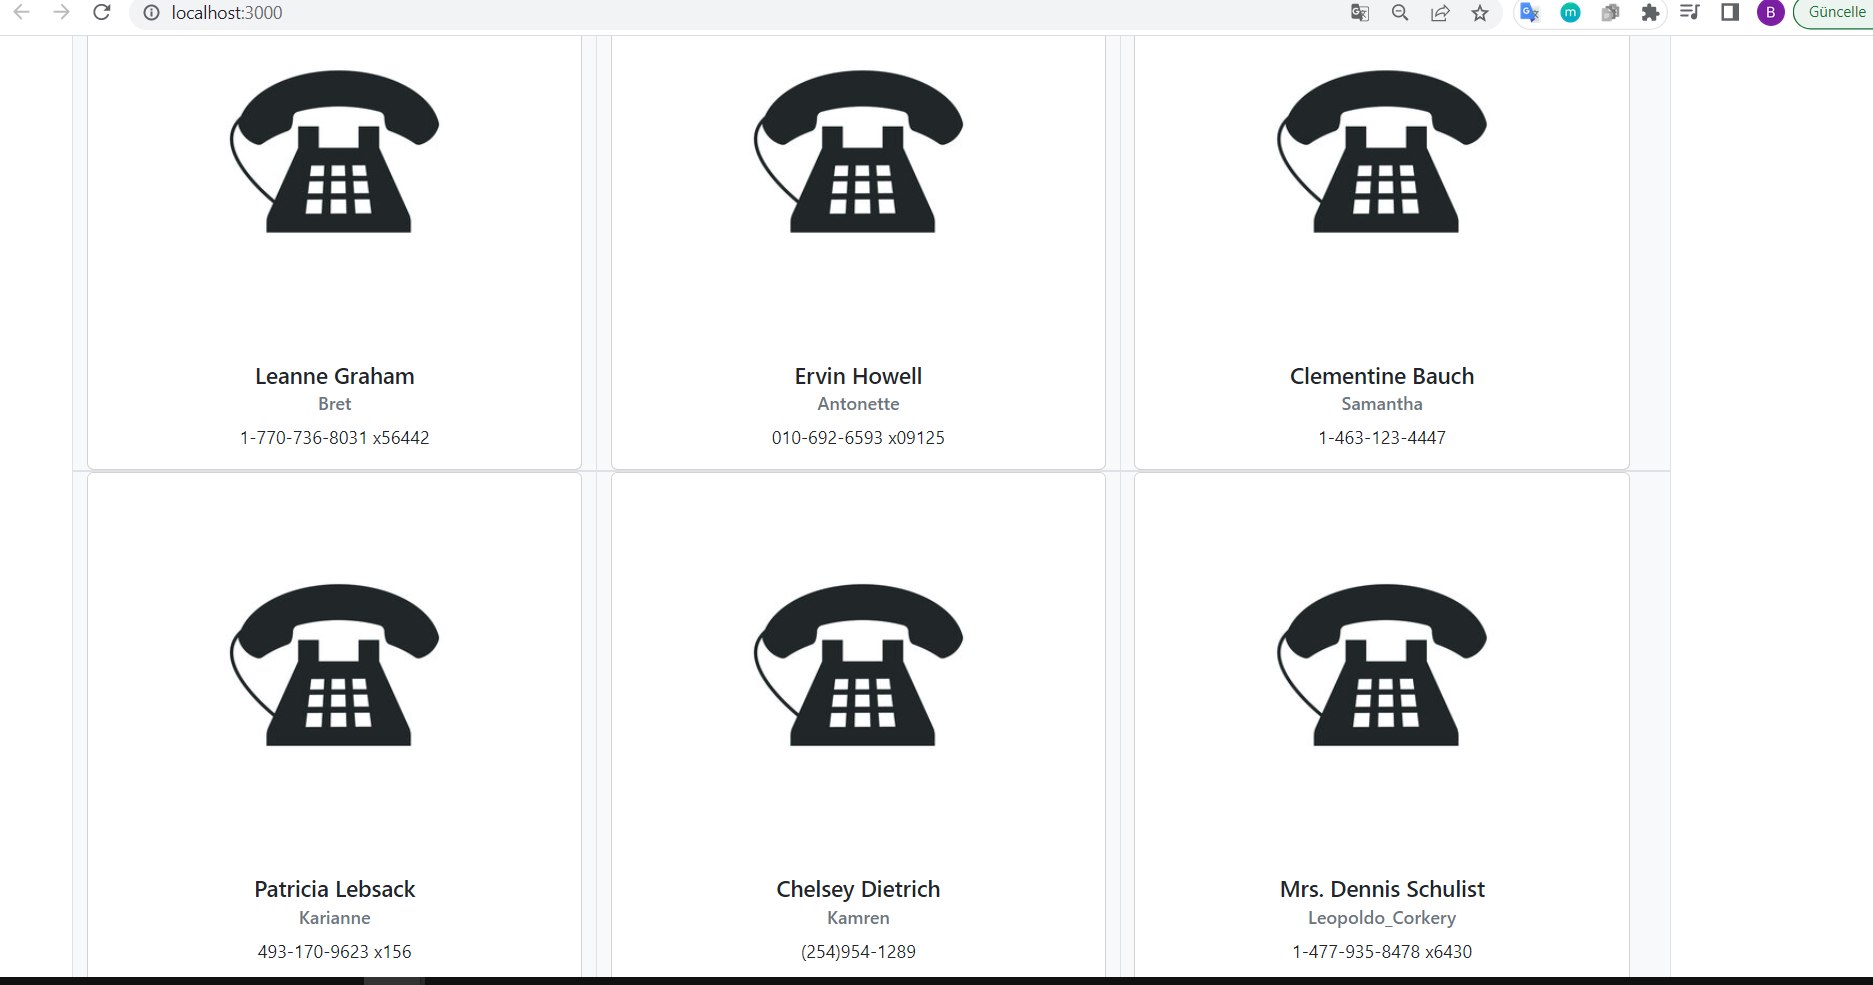 localhost:3000
m
B
Güncelle
Leanne Graham
Bret
1-770-736-8031 x56442
Ervin Howell
Antonette
010-692-6593 x09125
Clementine Bauch
Samantha
1-463-123-4447
Patricia Lebsack
Karianne
493-170-9623 x156
Chelsey Dietrich
Kamren
(254)954-1289
Mrs. Dennis Schulist
Leopoldo_Corkery
1-477-935-8478 x6430